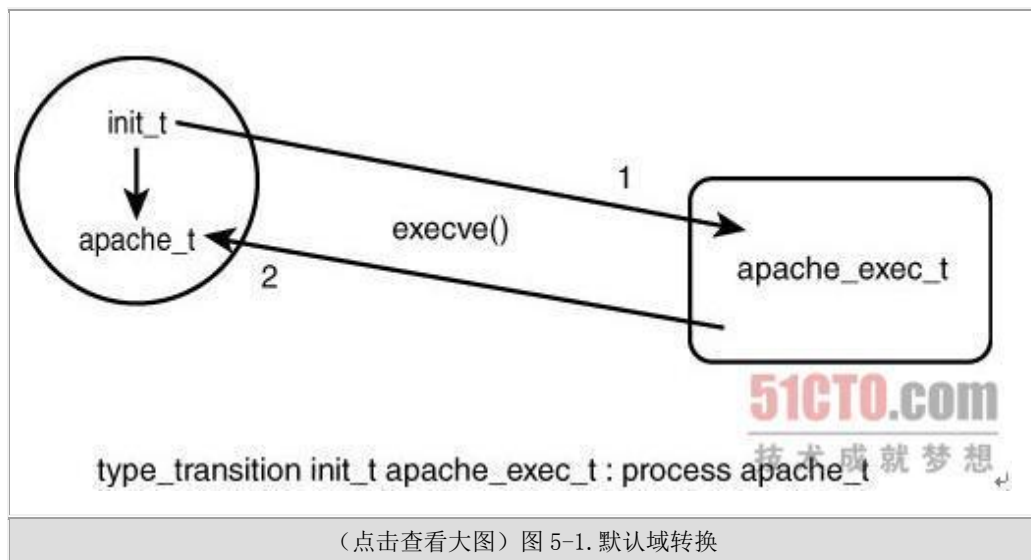 init_t
1
execve()
apache_t
2
apache_exec_t
51CTO.com
技术成就梦想
type_transition init_t apache_exec_t : process apache_t
（点击查看大图）图 5-1.默认域转换